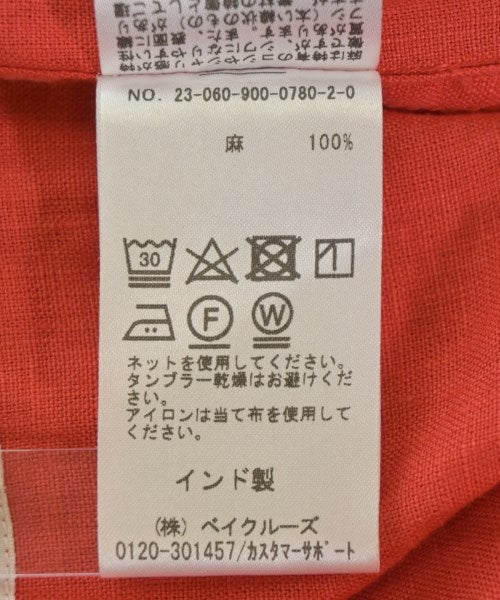 NO. 23-060-900-0780-2-0
麻 100%
30
F W
ネットを使用してください。
タンブラー乾燥はお避けくだ
さい。
アイロンは当て布を使用して
ください。
インド製
(株) ベイクルーズ
0120-301457/カスタマーサポート